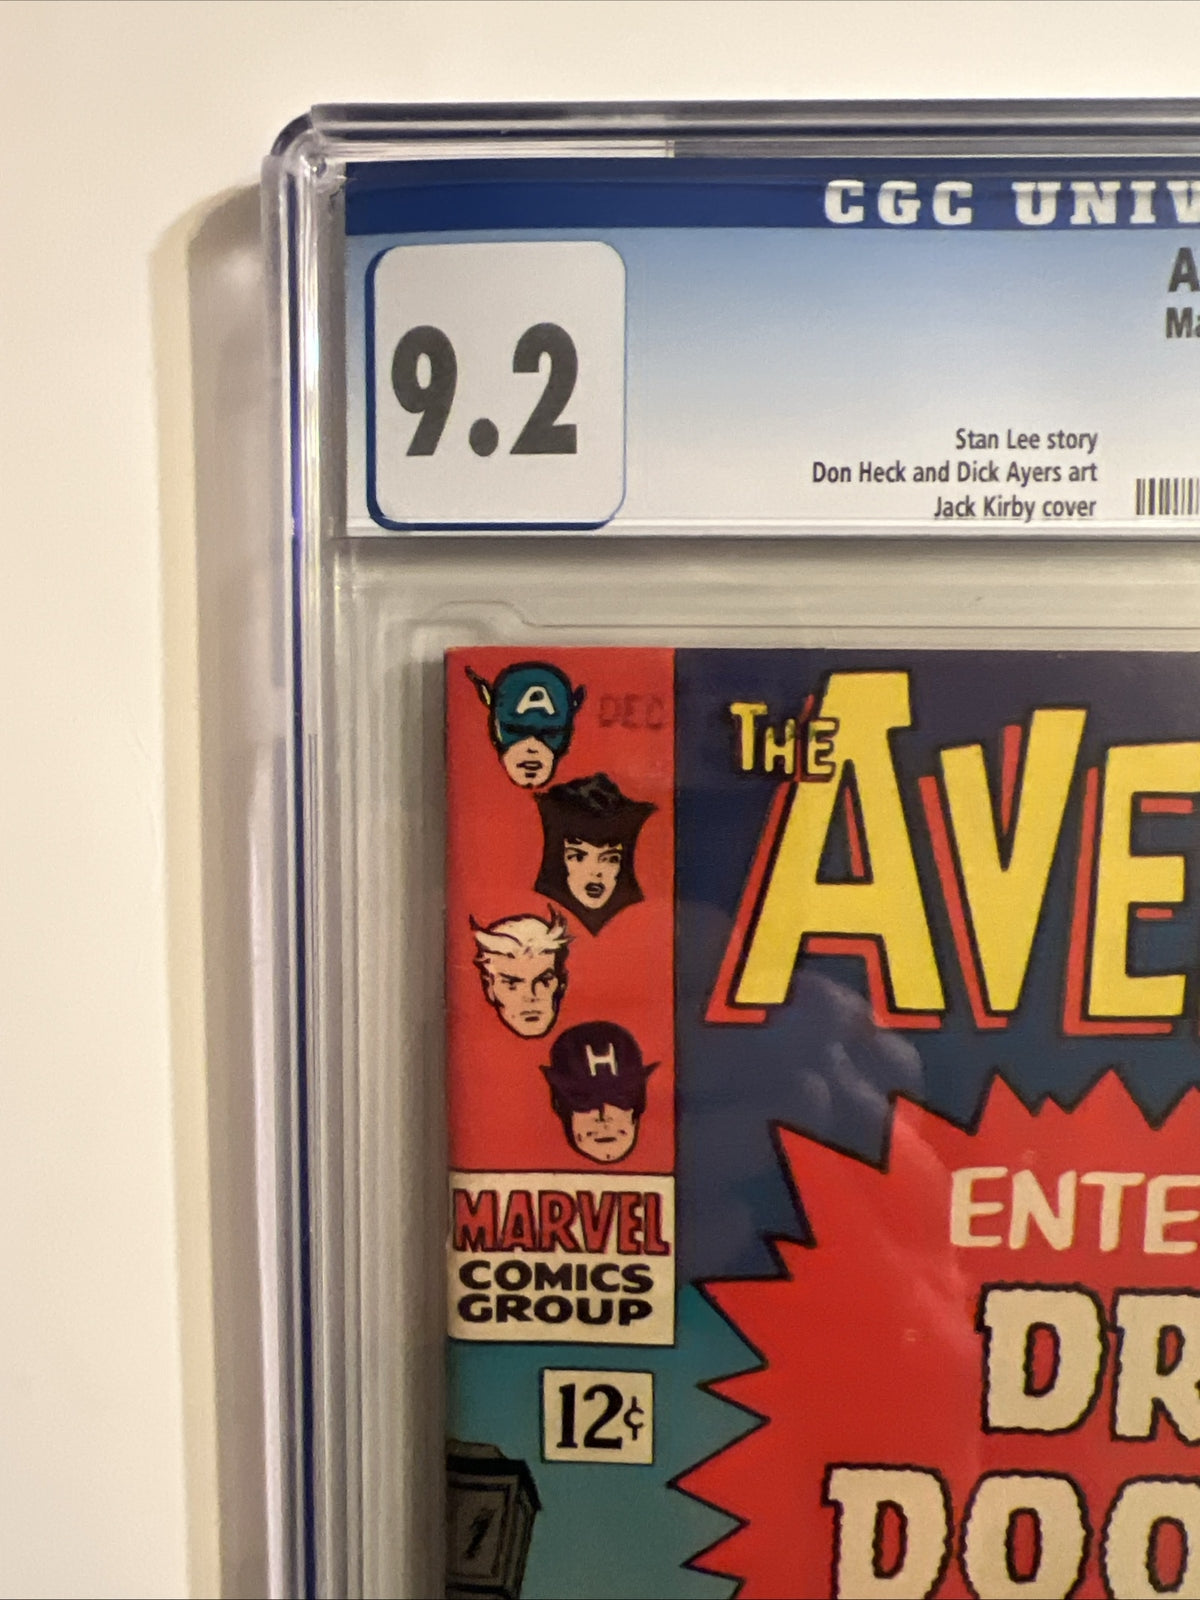 CGC UNIV
9.2
A
Ma
Stan Lee story
Don Heck and Dick Ayers art
Jack Kirby cover
A
DEC
THE AVE
H
MARVEL
COMICS
GROUP
12¢
ENTE
DR
DOO